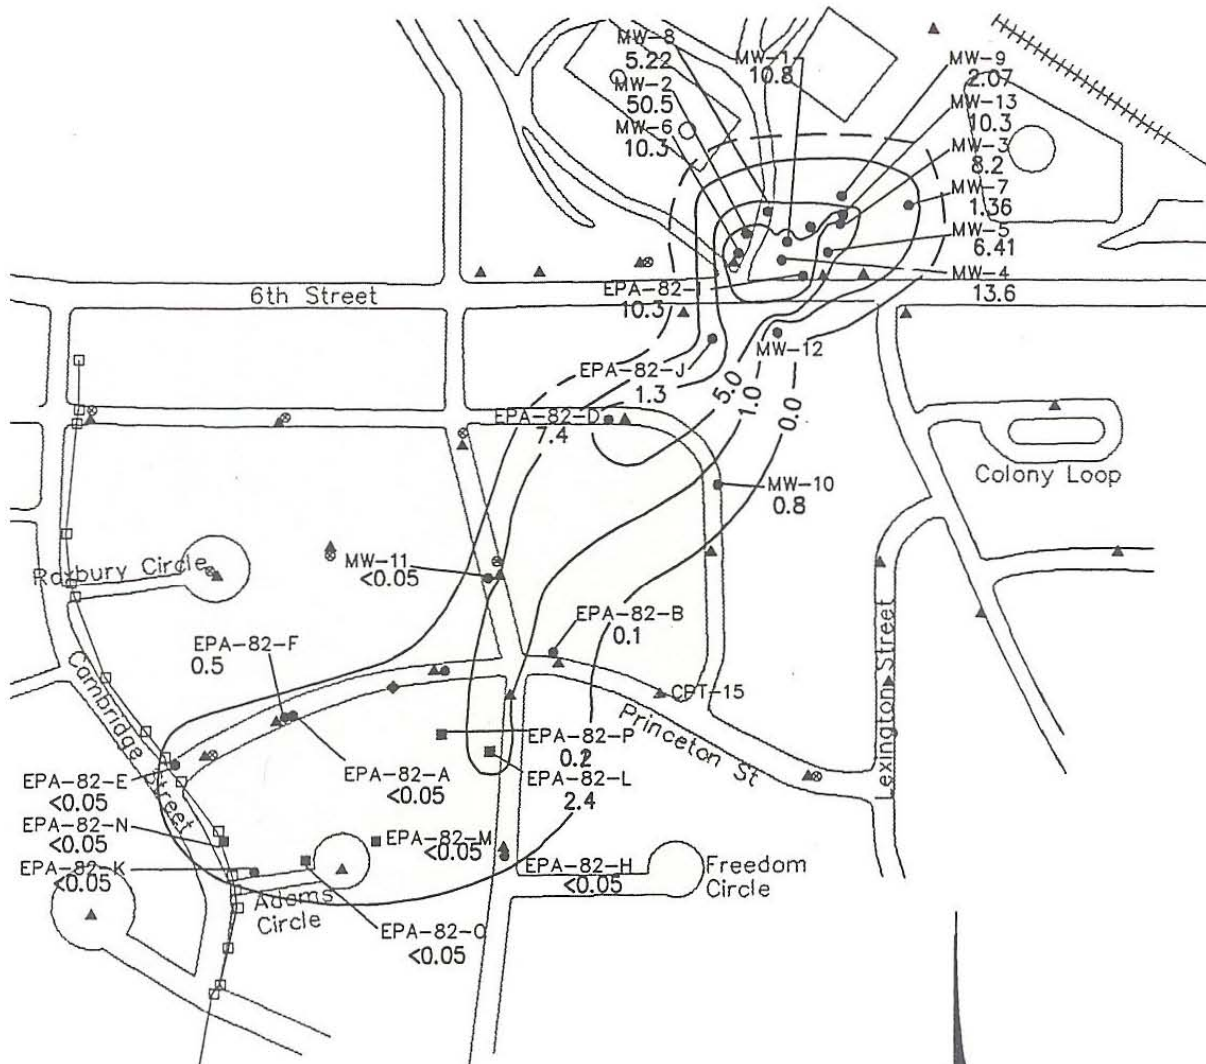 MW-8
5.22
MW-2
50.5
MW-6
10.3
MW-1
10.8
MW-9
2.07
MW-13
10.3
MW-3
8.2
MW-7
1.36
MW-5
6.41
MW-4
13.6
EPA-82-I
10.3
6th Street
MW-12
EPA-82-J
1.3
5.0
1.0
0.0
EPA-82-D
7.4
Colony Loop
MW-10
0.8
MW-11
<0.05
Roxbury Circle
EPA-82-B
0.1
EPA-82-F
0.5
Cambridge Street
Lexington Street
CPT-15
Princeton St
EPA-82-P
0.2
EPA-82-A
<0.05
EPA-82-L
2.4
EPA-82-E
<0.05
EPA-82-N
<0.05
EPA-82-M
<0.05
EPA-82-K
<0.05
EPA-82-H
<0.05
Freedom
Circle
Adams
Circle
EPA-82-O
<0.05